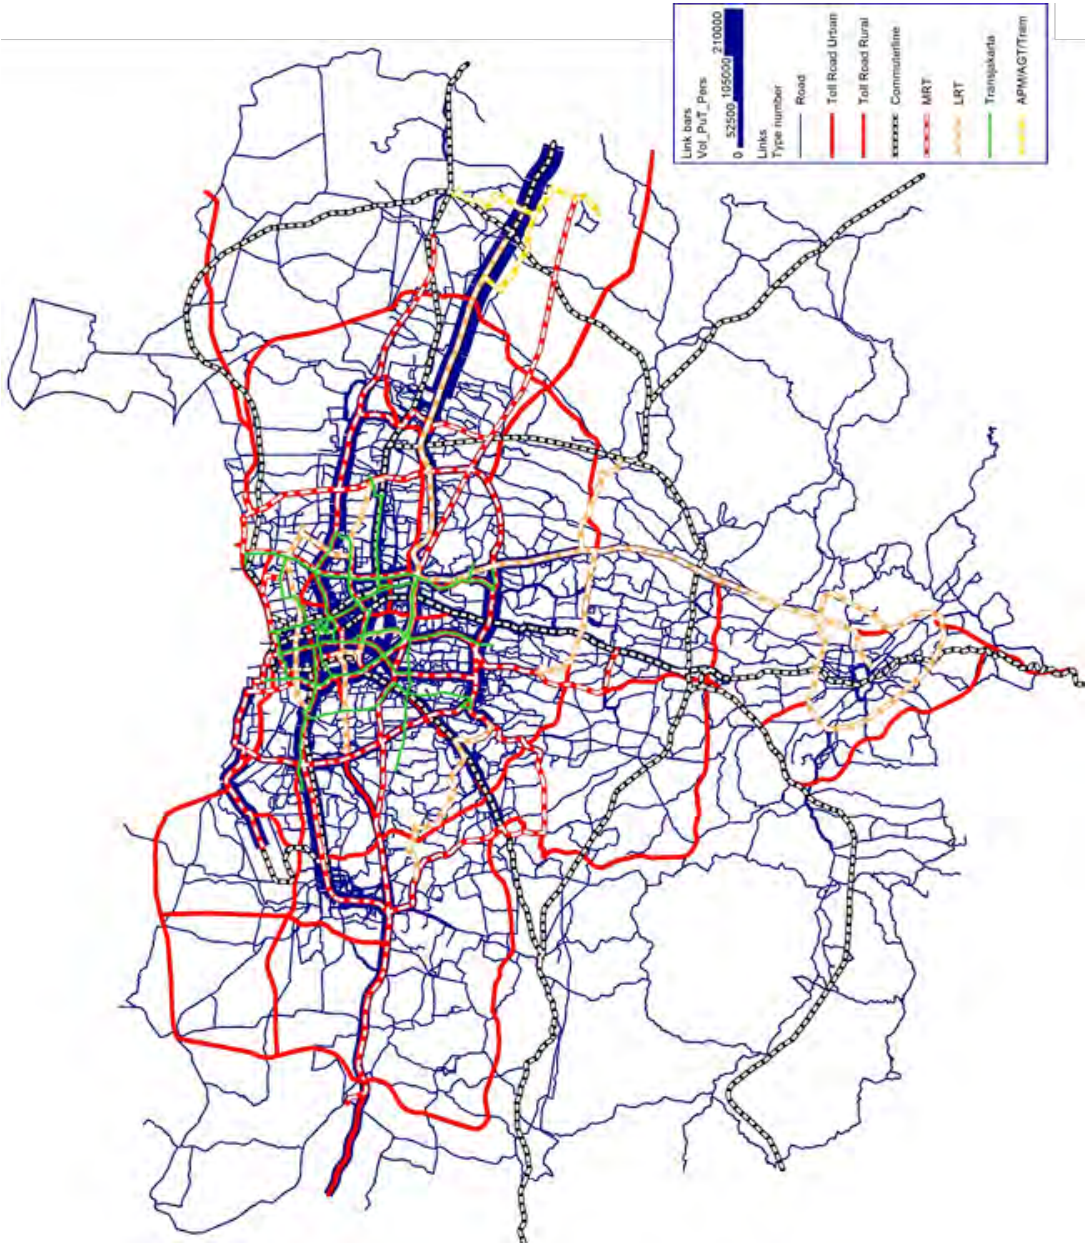 Link bars
Vol_PuT_Pers
0 52500 105000 210000
Links
Type number
Road
Toll Road Urban
Toll Road Rural
Commuterline
MRT
LRT
Transjakarta
APM/AGT/Tram